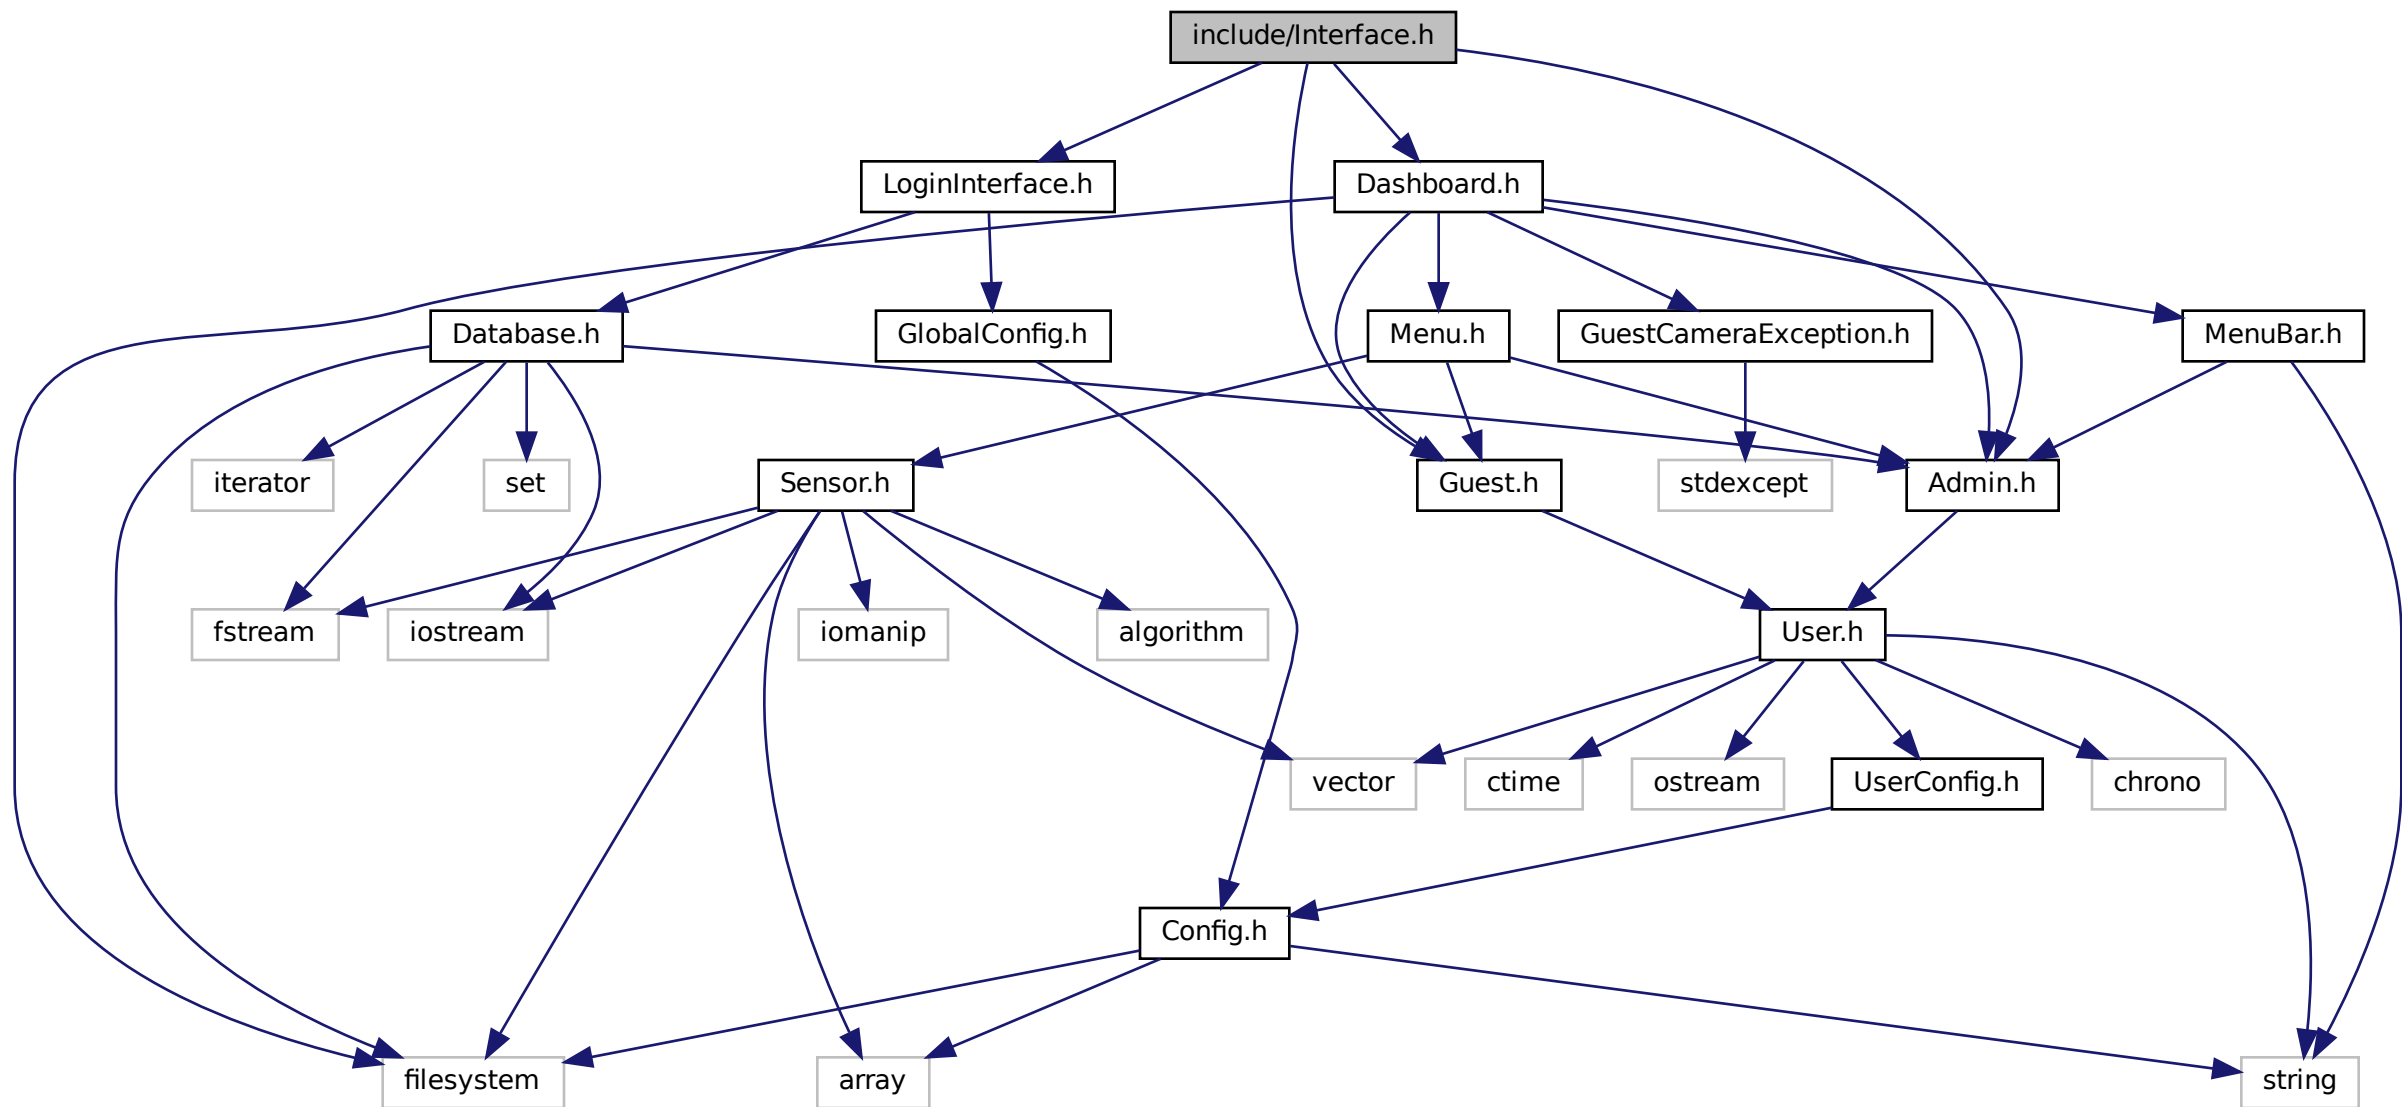 include/Interface.h
LoginInterface.h
Dashboard.h
Database.h
GlobalConfig.h
Menu.h
GuestCameraException.h
MenuBar.h
iterator
set
Sensor.h
Guest.h
stdexcept
Admin.h
fstream
iostream
iomanip
algorithm
User.h
vector
ctime
ostream
UserConfig.h
chrono
Config.h
filesystem
array
string